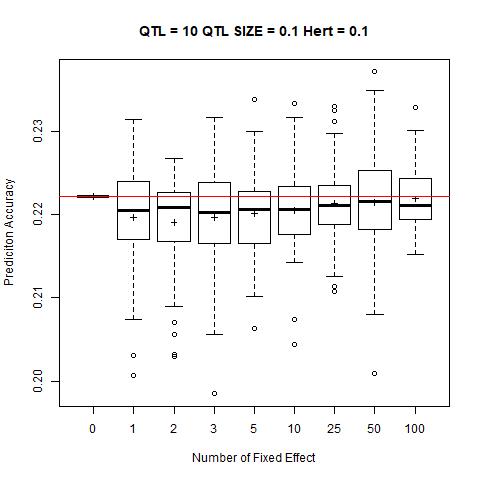 QTL = 10 QTL SIZE = 0.1 Hert = 0.1
Prediciton Accuracy
0.23
0.22
0.21
0.20
0 1 2 3 5 10 25 50 100
Number of Fixed Effect